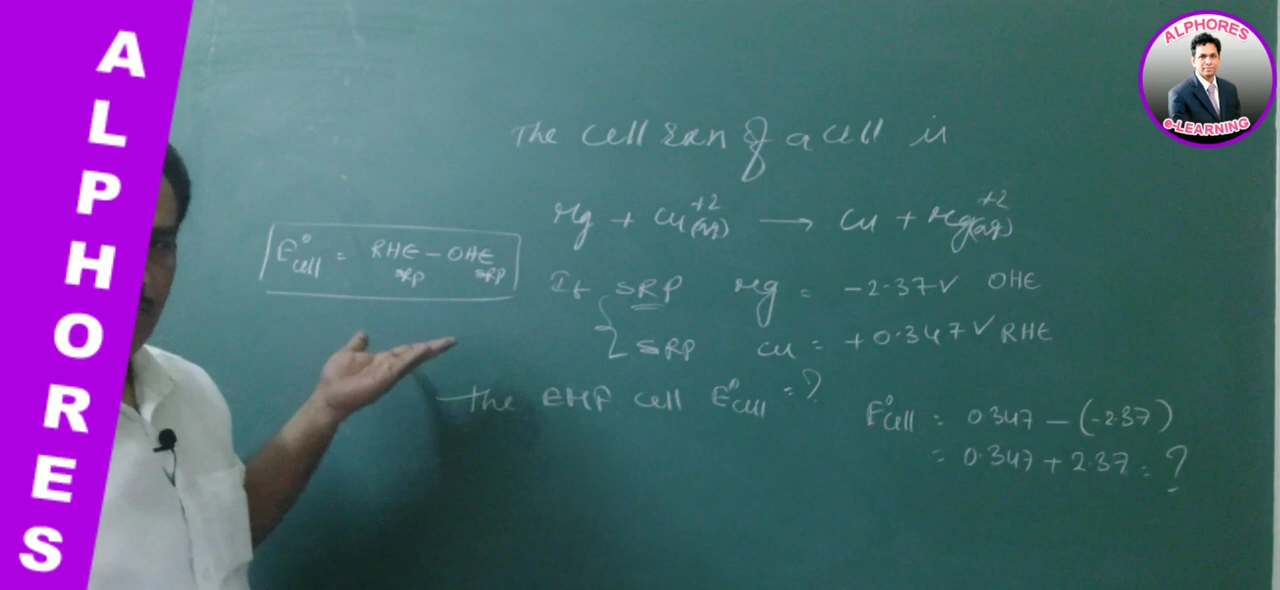 ALPHORES
ALPHORES
e-LEARNING
The cell rxn of a cell is
Mg + Cu+2(aq) → Cu + Mg+2(aq)
E°cell = RHE SRP - OHE SRP
If SRP Mg = -2.37V OHE
SRP Cu = +0.347V RHE
The EMF cell E°cell = ?
E°cell = 0.347 - (-2.37)
= 0.347 + 2.37 = ?